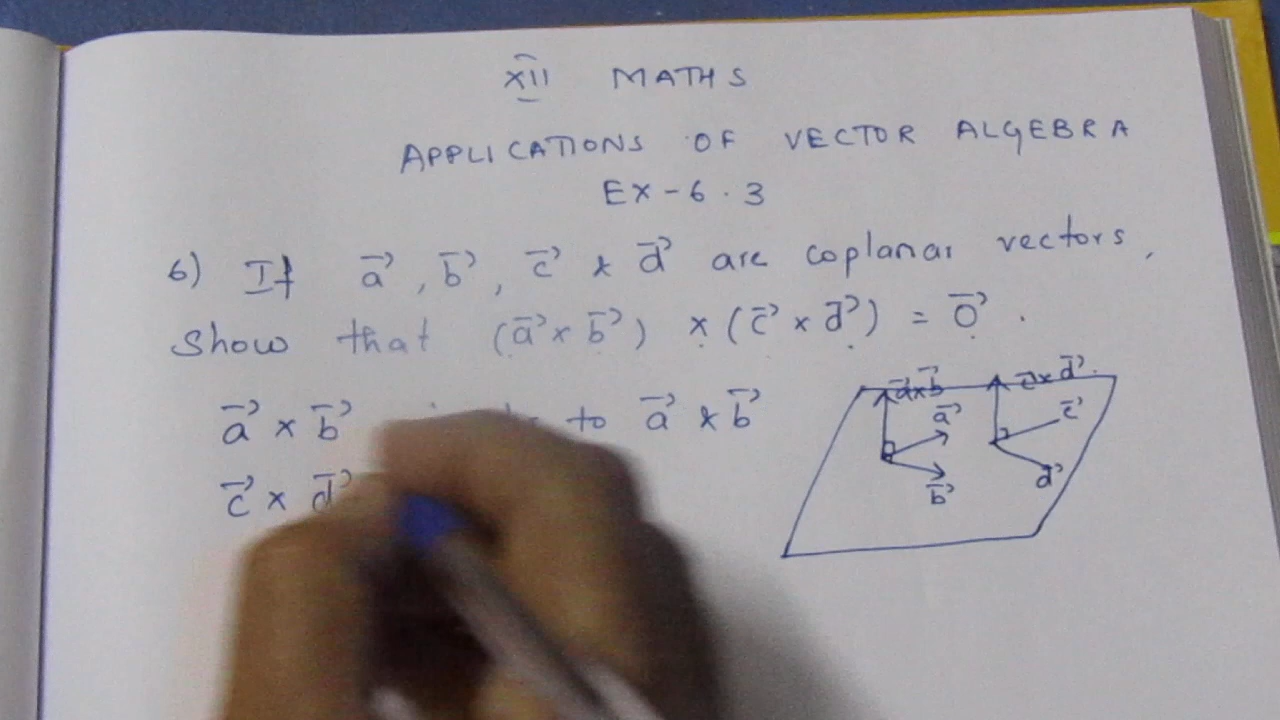 XII MATHS
APPLICATIONS OF VECTOR ALGEBRA
EX-6.3
6) If a⃗, b⃗, c⃗ & d⃗ are coplanar vectors,
Show that (a⃗ × b⃗) × (c⃗ × d⃗) = 0⃗.
a⃗ × b⃗ to a⃗ & b⃗
c⃗ × d⃗
a⃗×b⃗ c⃗×d⃗.
a⃗ c⃗
b⃗ d⃗